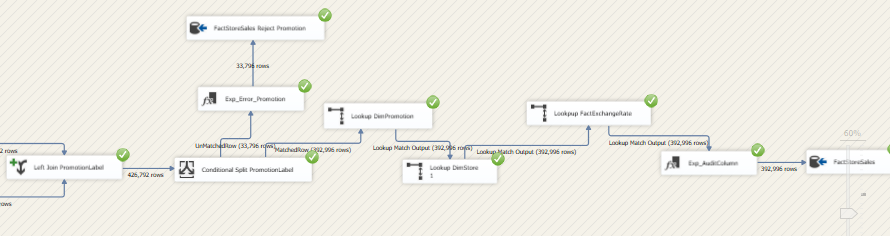 FactStoreSales Reject Promotion
33,796 rows
Exp_Error_Promotion
Lookup DimPromotion
Lookpup FactExchangeRate
UnMatchedRow (33,796 rows)
MatchedRow (392,996 rows)
Lookup Match Output (392,996 rows)
Lookup Match Output (392,996 rows)
Lookup Match Output (392,996 rows)
60%
2 rows
Left Join PromotionLabel
426,792 rows
Conditional Split PromotionLabel
Lookup DimStore
1
Exp_AuditColumn
392,996 rows
FactStoreSales
rows